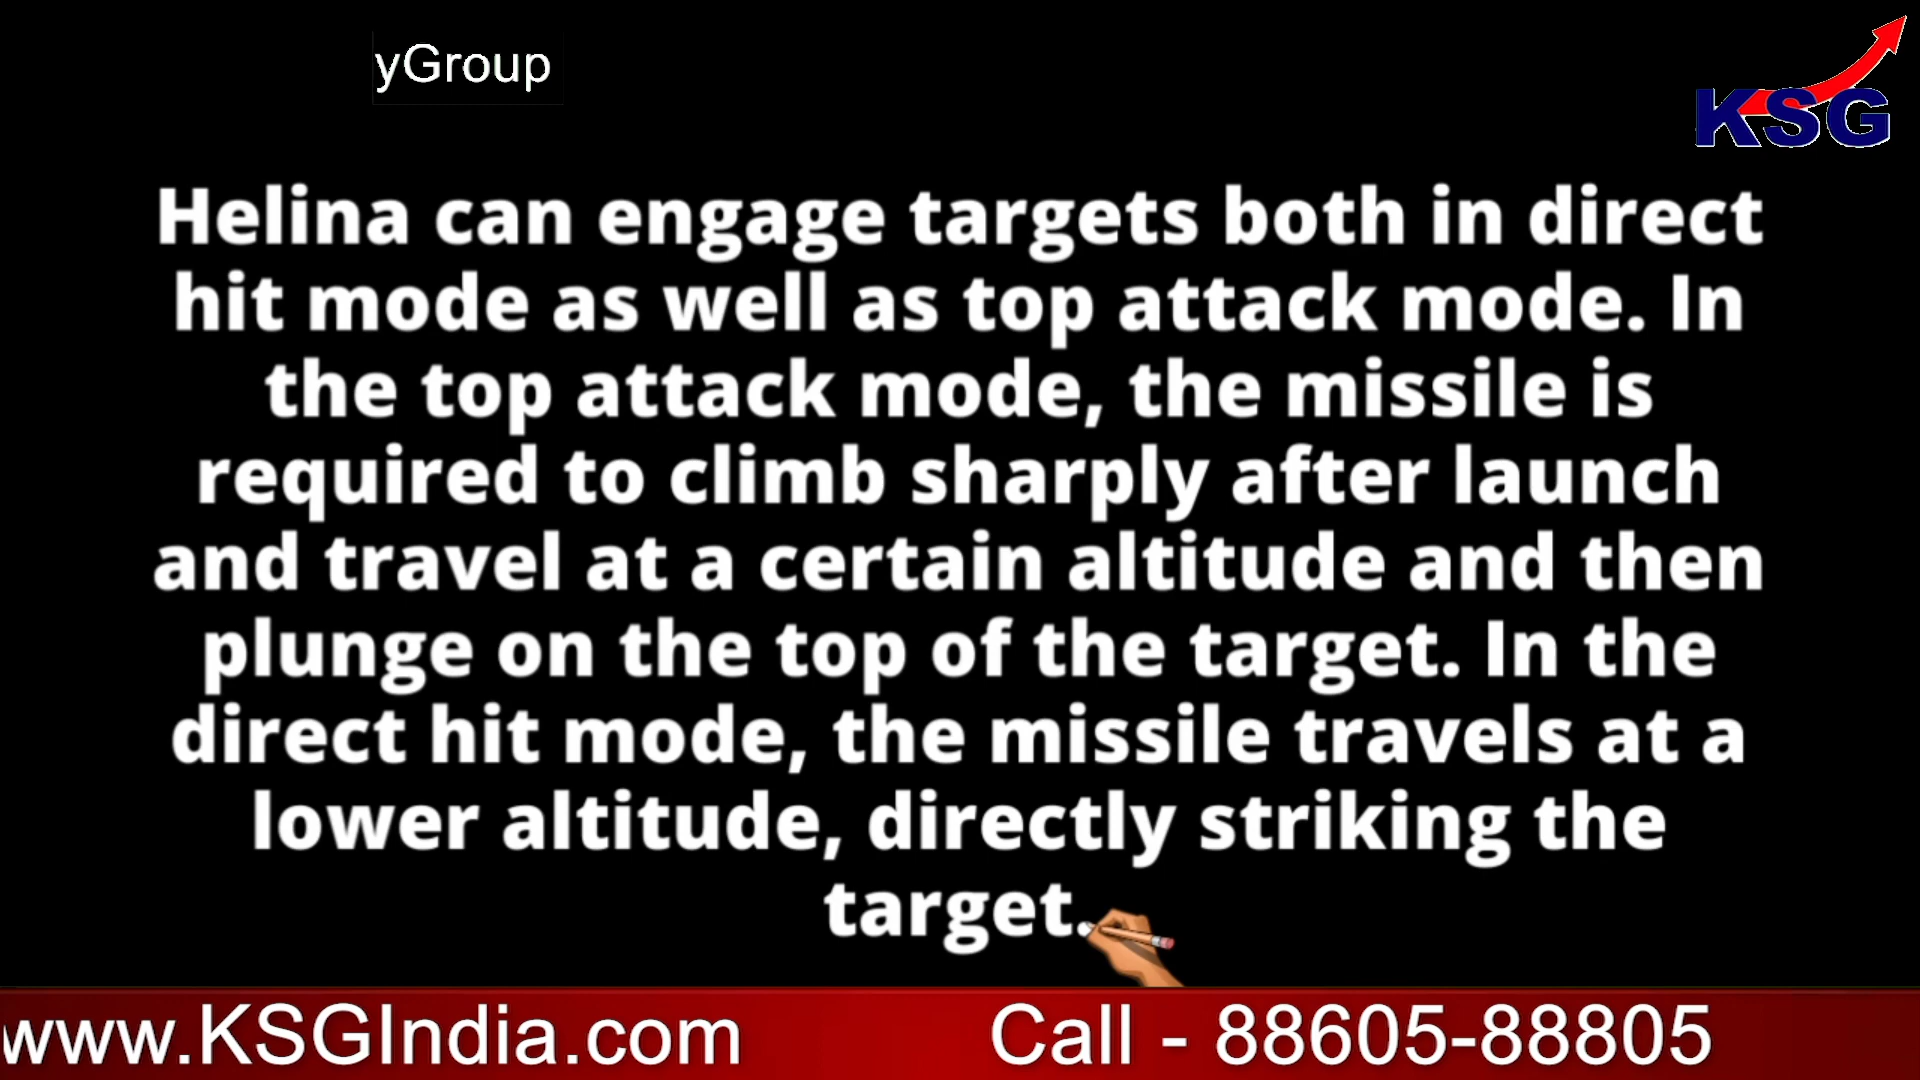 yGroup
KSG
Helina can engage targets both in direct
hit mode as well as top attack mode. In
the top attack mode, the missile is
required to climb sharply after launch
and travel at a certain altitude and then
plunge on the top of the target. In the
direct hit mode, the missile travels at a
lower altitude, directly striking the
target.
www.KSGIndia.com Call - 88605-88805